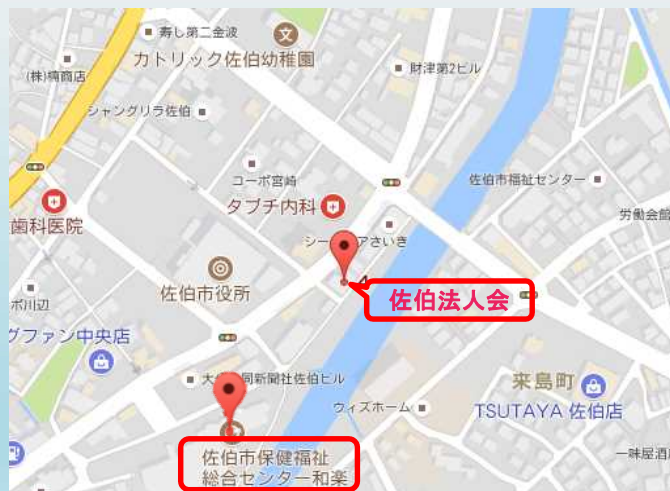 寿し第二金波
文
カトリック佐伯幼稚園
(株)楠商店
財津第2ビル
シャングリラ佐伯
コーポ宮崎
佐伯市福祉センター
歯科医院
タブチ内科
労働会館
シー
アさいき
佐伯市役所
佐伯法人会
ポ川辺
グファン中央店
同新聞社佐伯ビル
来島町
ウィズホーム
TSUTAYA 佐伯店
佐伯市保健福祉
総合センター和楽
一味屋酒